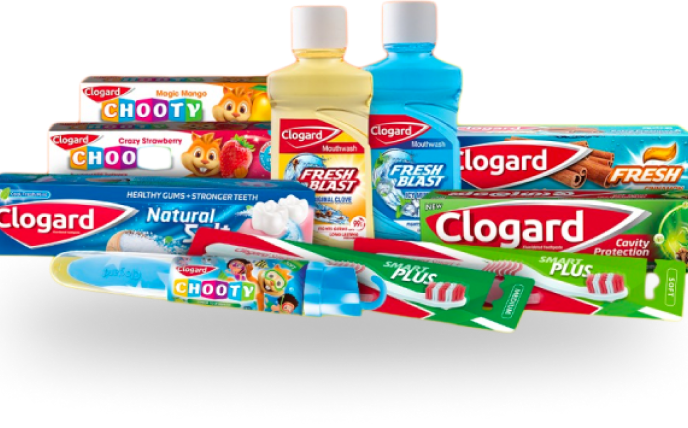 Magic Mango
Clogard
CHOOTY
Clogard
Crazy Strawberry
CHOO
HEALTHY GUMS + STRONGER TEETH
Clogard
Natural
Salt
Clogard
Mouthwash
FRESH
BLAST
Clogard
Mouthwash
FRESH
BLAST
Clogard
FRESH
NEW
Clogard
Cavity
Protection
Clogard
CHOOTY
SMART
PLUS
MEDIUM
SMART
PLUS
SOFT